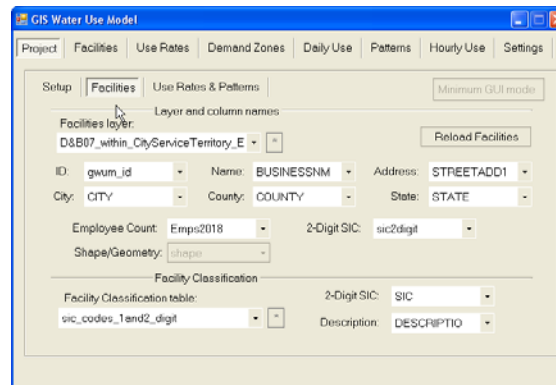 GIS Water Use Model
Project Facilities Use Rates Demand Zones Daily Use Patterns Hourly Use Settings
Setup Facilities Use Rates & Patterns Minimum GUI mode
Layer and column names
Facilities layer:
D&B07_within_CityServiceTerritory_E Reload Facilities
ID: gwum_id Name: BUSINESSNM Address: STREETADD1
City: CITY County: COUNTY State: STATE
Employee Count: Emps2018 2-Digit SIC: sic2digit
Shape/Geometry: shape
Facility Classification
Facility Classification table: 2-Digit SIC: SIC
sic_codes_1and2_digit Description: DESCRIPTIO